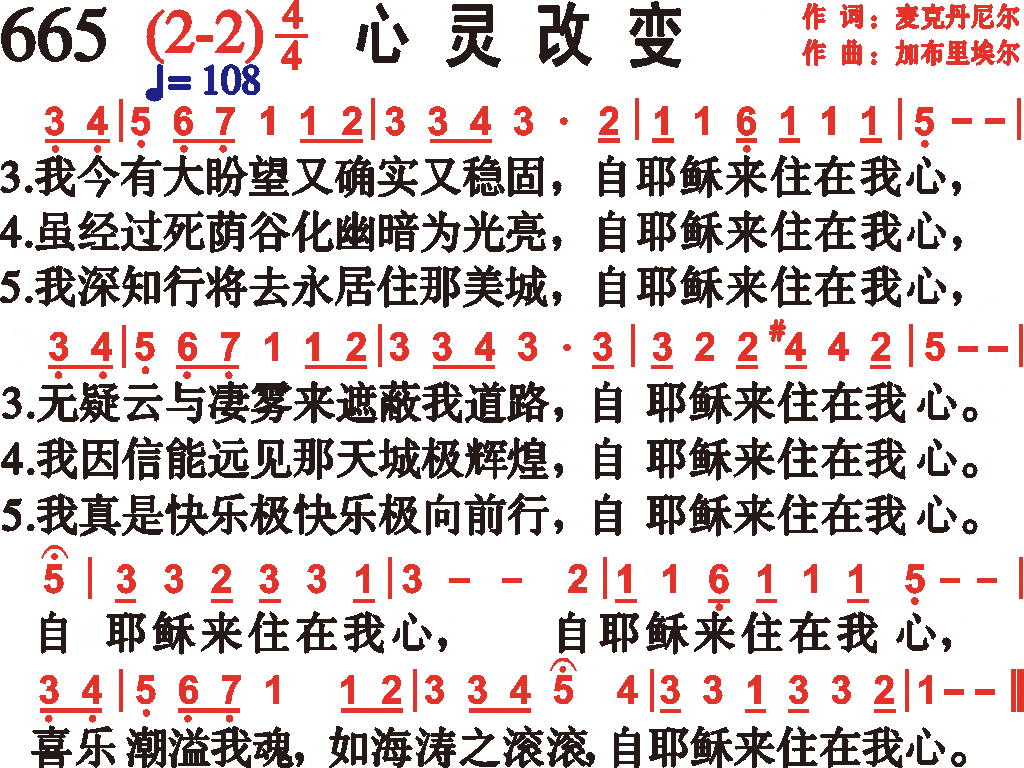 665 (2-2) 4/4 心灵改变 作 词：麦克丹尼尔
♩= 108 作 曲：加布里埃尔
3 4|5 6 7 1 1 2|3 3 4 3 · 2|1 1 6 1 1 1|5 – –|
3.我今有大盼望又确实又稳固，自耶稣来住在我心，
4.虽经过死荫谷化幽暗为光亮，自耶稣来住在我心，
5.我深知行将去永居住那美城，自耶稣来住在我心，
3 4|5 6 7 1 1 2|3 3 4 3 · 3|3 2 2 #4 4 2|5 – –|
3.无疑云与凄雾来遮蔽我道路，自 耶稣来住在我 心。
4.我因信能远见那天城极辉煌，自 耶稣来住在我 心。
5.我真是快乐极快乐极向前行，自 耶稣来住在我 心。
5|3 3 2 3 3 1|3 – – 2|1 1 6 1 1 1 5 – –|
自 耶稣来住在我心， 自耶稣来住在我 心，
3 4|5 6 7 1 1 2|3 3 4 5 4|3 3 1 3 3 2|1 – –‖
喜乐 潮溢我魂，如海涛之滚滚，自耶稣来住在我心。